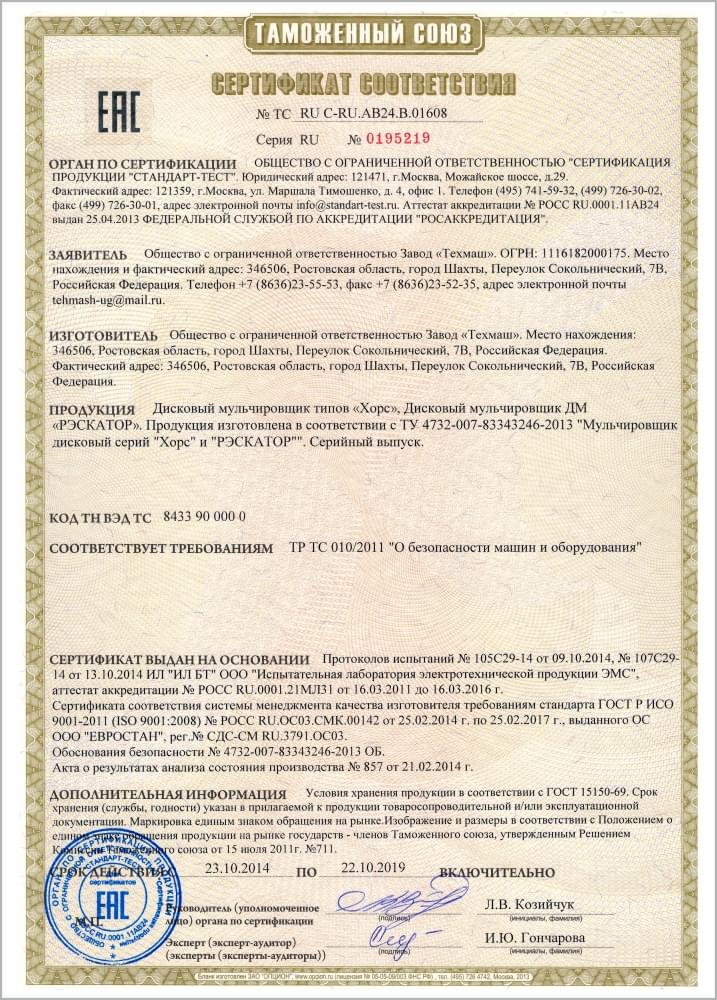 ТАМОЖЕННЫЙ СОЮЗ
СЕРТИФИКАТ СООТВЕТСТВИЯ
ЕАС
№ ТС RU C-RU.АВ24.В.01608
Серия RU № 0195219
ОРГАН ПО СЕРТИФИКАЦИИ ОБЩЕСТВО С ОГРАНИЧЕННОЙ ОТВЕТСТВЕННОСТЬЮ "СЕРТИФИКАЦИЯ
ПРОДУКЦИИ "СТАНДАРТ-ТЕСТ". Юридический адрес: 121471, г.Москва, Можайское шоссе, д.29.
Фактический адрес: 121359, г.Москва, ул. Маршала Тимошенко, д. 4, офис 1. Телефон (495) 741-59-32, (499) 726-30-02,
факс (499) 726-30-01, адрес электронной почты info@standart-test.ru. Аттестат аккредитации № РОСС RU.0001.11АВ24
выдан 25.04.2013 ФЕДЕРАЛЬНОЙ СЛУЖБОЙ ПО АККРЕДИТАЦИИ "РОСАККРЕДИТАЦИЯ".
ЗАЯВИТЕЛЬ Общество с ограниченной ответственностью Завод «Техмаш». ОГРН: 1116182000175. Место
нахождения и фактический адрес: 346506, Ростовская область, город Шахты, Переулок Сокольнический, 7В,
Российская Федерация. Телефон +7 (8636)23-55-53, факс +7 (8636)23-52-35, адрес электронной почты
tehmash-ug@mail.ru.
ИЗГОТОВИТЕЛЬ Общество с ограниченной ответственностью Завод «Техмаш». Место нахождения:
346506, Ростовская область, город Шахты, Переулок Сокольнический, 7В, Российская Федерация.
Фактический адрес: 346506, Ростовская область, город Шахты, Переулок Сокольнический, 7В, Российская
Федерация.
ПРОДУКЦИЯ Дисковый мульчировщик типов «Хорс», Дисковый мульчировщик ДМ
«РЭСКАТОР». Продукция изготовлена в соответствии с ТУ 4732-007-83343246-2013 "Мульчировщик
дисковый серий "Хорс" и "РЭСКАТОР"". Серийный выпуск.
КОД ТН ВЭД ТС 8433 90 000 0
СООТВЕТСТВУЕТ ТРЕБОВАНИЯМ ТР ТС 010/2011 "О безопасности машин и оборудования"
СЕРТИФИКАТ ВЫДАН НА ОСНОВАНИИ Протоколов испытаний № 105С29-14 от 09.10.2014, № 107С29-
14 от 13.10.2014 ИЛ "ИЛ БТ" ООО "Испытательная лаборатория электротехнической продукции ЭМС",
аттестат аккредитации № РОСС RU.0001.21МЛ31 от 16.03.2011 до 16.03.2016 г.
Сертификата соответствия системы менеджмента качества изготовителя требованиям стандарта ГОСТ Р ИСО
9001-2011 (ISO 9001:2008) № РОСС RU.ОС03.СМК.00142 от 25.02.2014 г. по 25.02.2017 г., выданного ОС
ООО "ЕВРОСТАН", рег.№ СДС-СМ RU.3791.ОС03.
Обоснования безопасности № 4732-007-83343246-2013 ОБ.
Акта о результатах анализа состояния производства № 857 от 21.02.2014 г.
ДОПОЛНИТЕЛЬНАЯ ИНФОРМАЦИЯ Условия хранения продукции в соответствии с ГОСТ 15150-69. Срок
хранения (службы, годности) указан в прилагаемой к продукции товаросопроводительной и/или эксплуатационной
документации. Маркировка единым знаком обращения на рынке.Изображение и размеры в соответствии с Положением о
едином знаке обращения продукции на рынке государств - членов Таможенного союза, утвержденным Решением
Комиссии Таможенного союза от 15 июля 2011г. №711.
СРОК ДЕЙСТВИЯ С 23.10.2014 ПО 22.10.2019 ВКЛЮЧИТЕЛЬНО
М.П.
Руководитель (уполномоченное
лицо) органа по сертификации
(подпись)
Л.В. Козийчук
(инициалы, фамилия)
Эксперт (эксперт-аудитор)
(эксперты (эксперты-аудиторы))
(подпись)
И.Ю. Гончарова
(инициалы, фамилия)
ОРГАН ПО СЕРТИФИКАЦИИ ПРОДУКЦИИ
"СТАНДАРТ-ТЕСТ"
Для сертификатов
ЕАС
РОСС RU.0001.11АВ24
Бланк изготовлен ЗАО "ОПЦИОН", www.opcion.ru (лицензия № 05-05-09/003 ФНС РФ), тел. (495) 726 4742, Москва, 2013